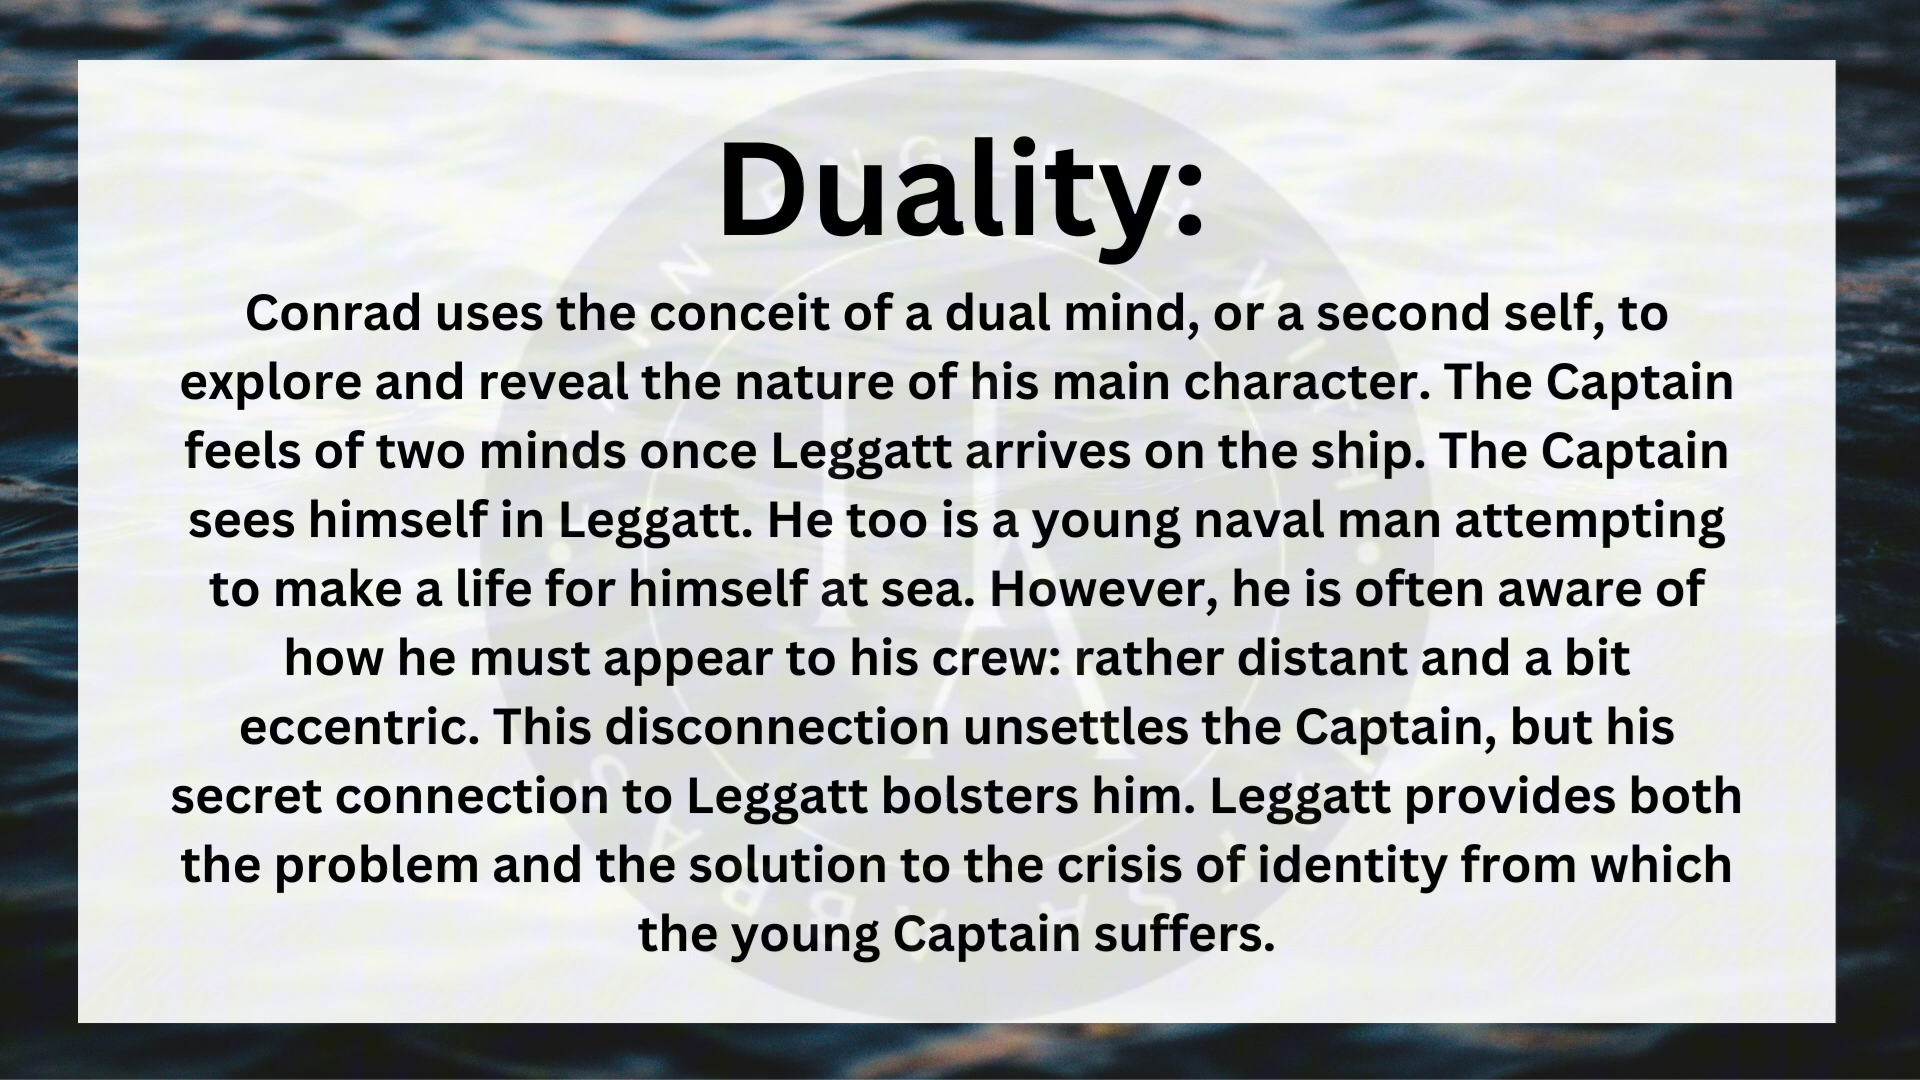 Duality:
Conrad uses the conceit of a dual mind, or a second self, to
explore and reveal the nature of his main character. The Captain
feels of two minds once Leggatt arrives on the ship. The Captain
sees himself in Leggatt. He too is a young naval man attempting
to make a life for himself at sea. However, he is often aware of
how he must appear to his crew: rather distant and a bit
eccentric. This disconnection unsettles the Captain, but his
secret connection to Leggatt bolsters him. Leggatt provides both
the problem and the solution to the crisis of identity from which
the young Captain suffers.